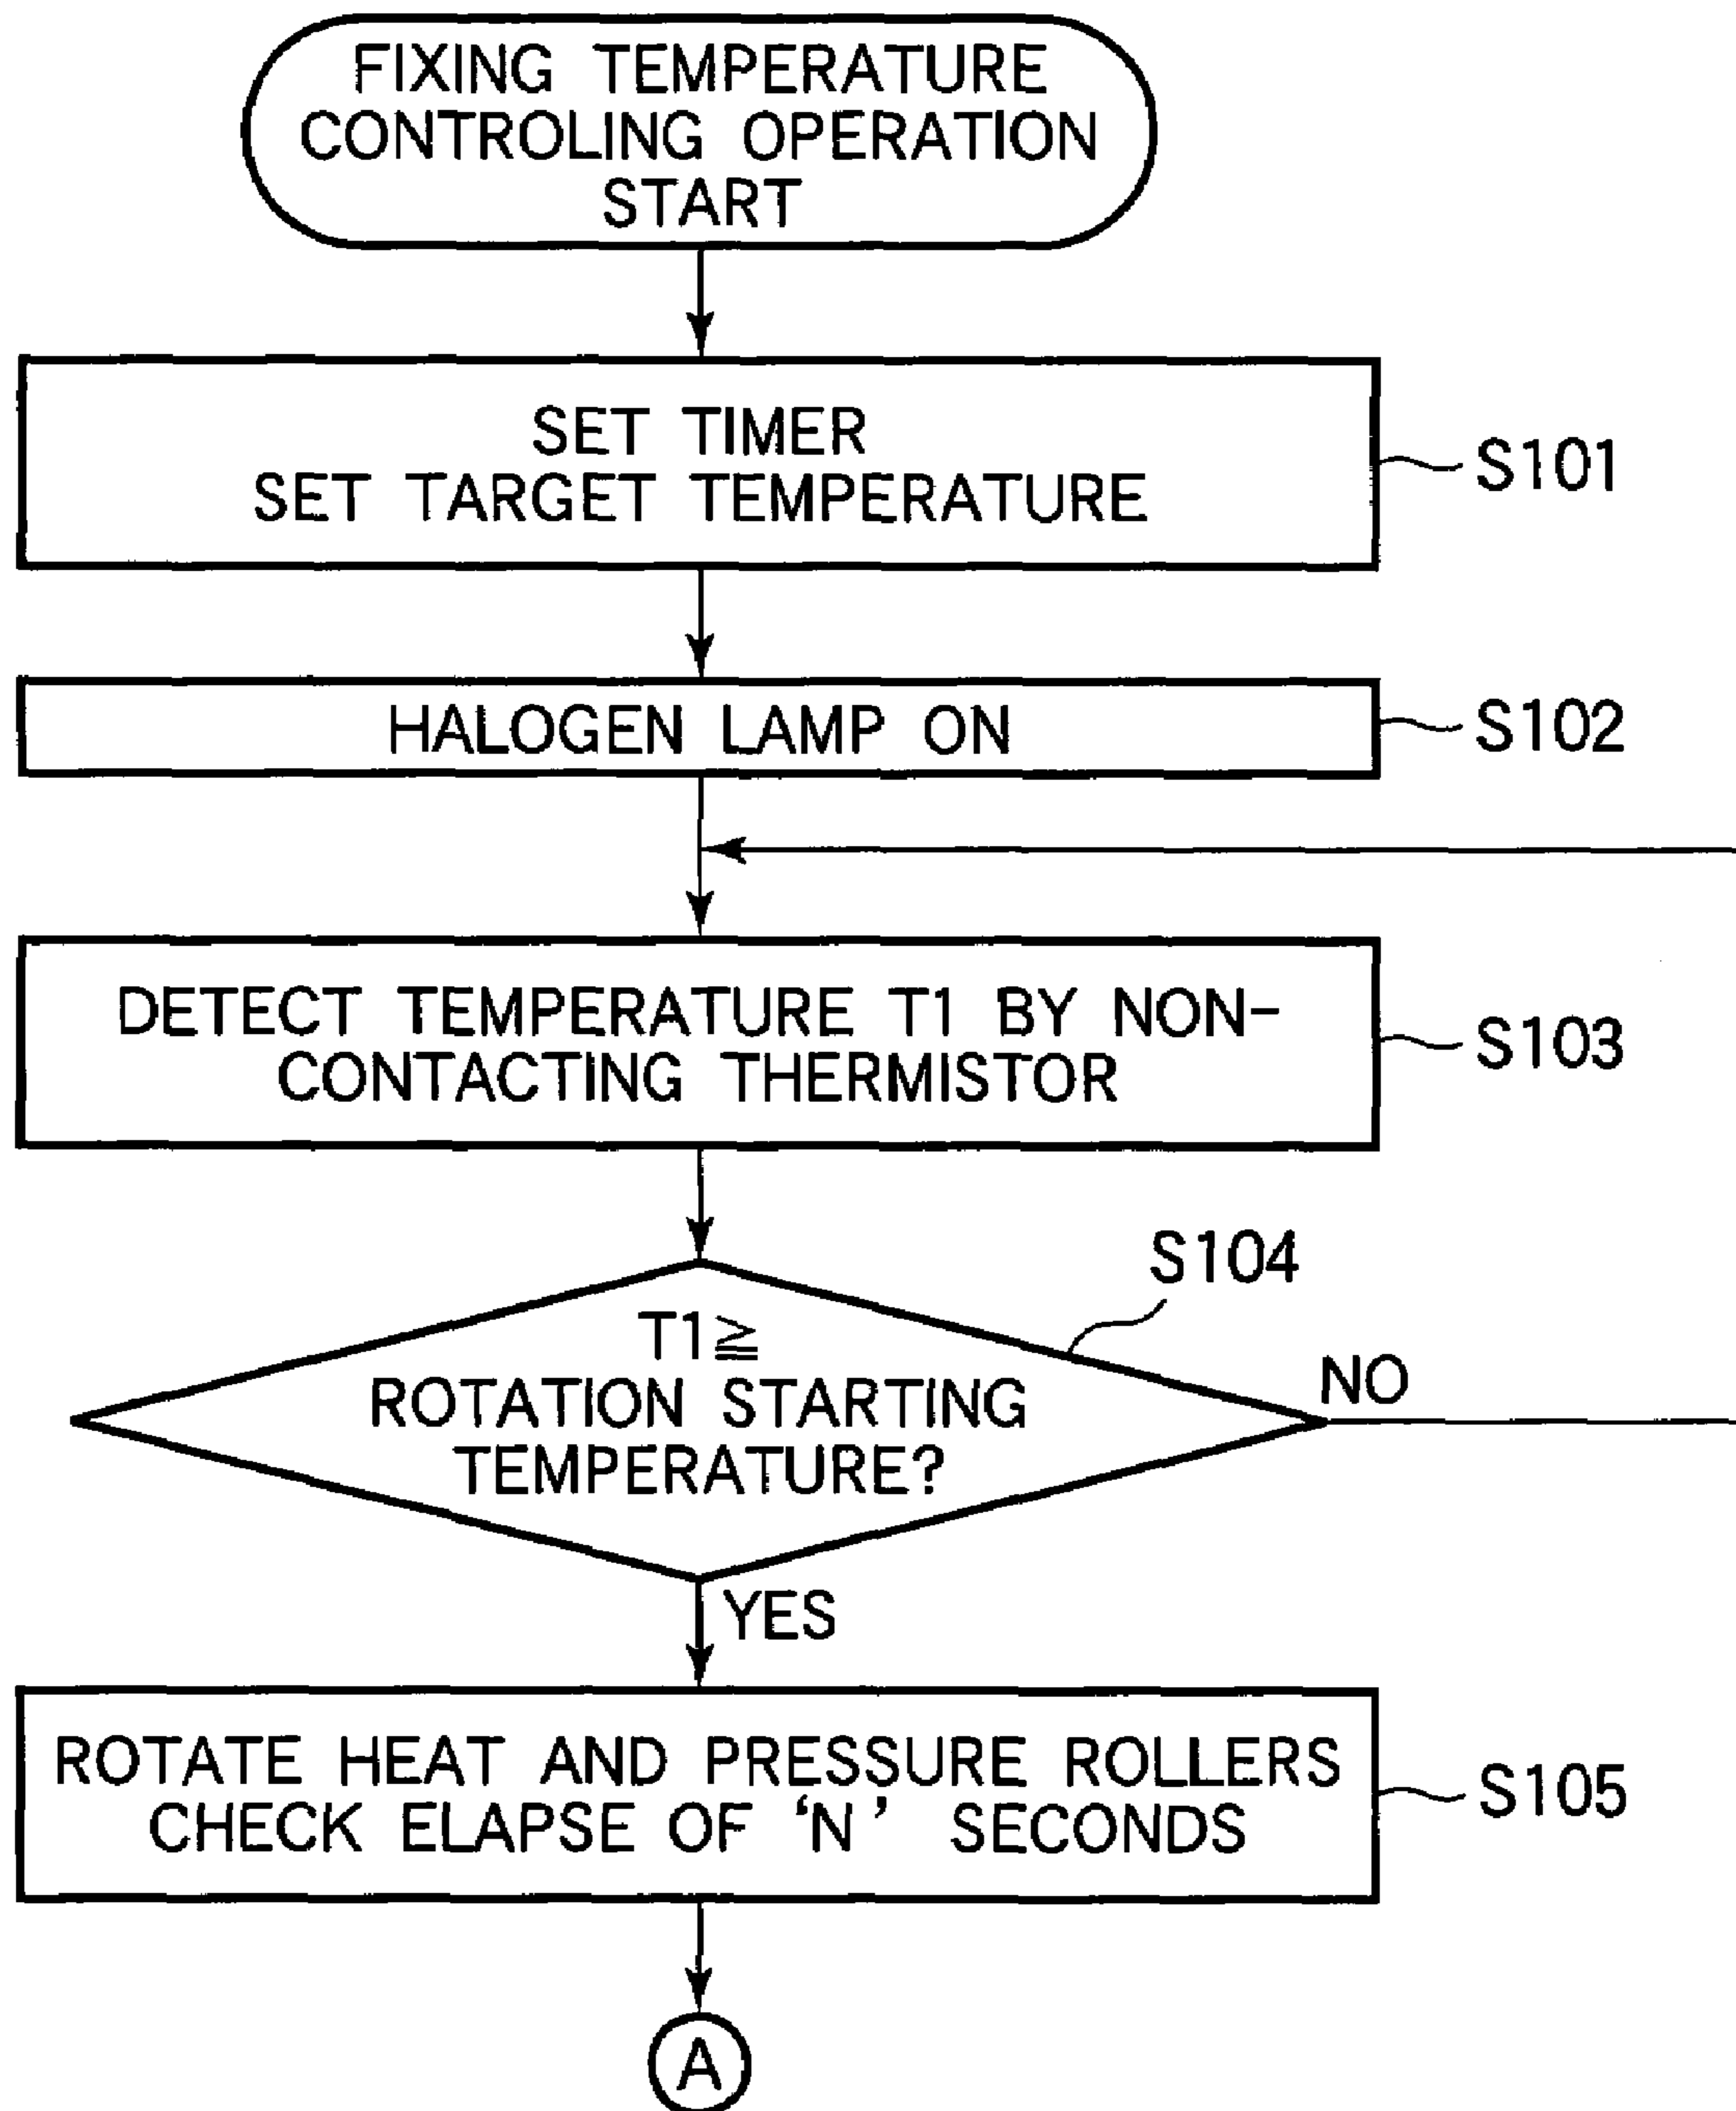 FIXING TEMPERATURE
CONTROLING OPERATION
START
SET TIMER
SET TARGET TEMPERATURE
S101
HALOGEN LAMP ON
S102
DETECT TEMPERATURE T1 BY NON-
CONTACTING THERMISTOR
S103
S104
T1≧
ROTATION STARTING
TEMPERATURE?
NO
YES
ROTATE HEAT AND PRESSURE ROLLERS
CHECK ELAPSE OF ‘N’ SECONDS
S105
A